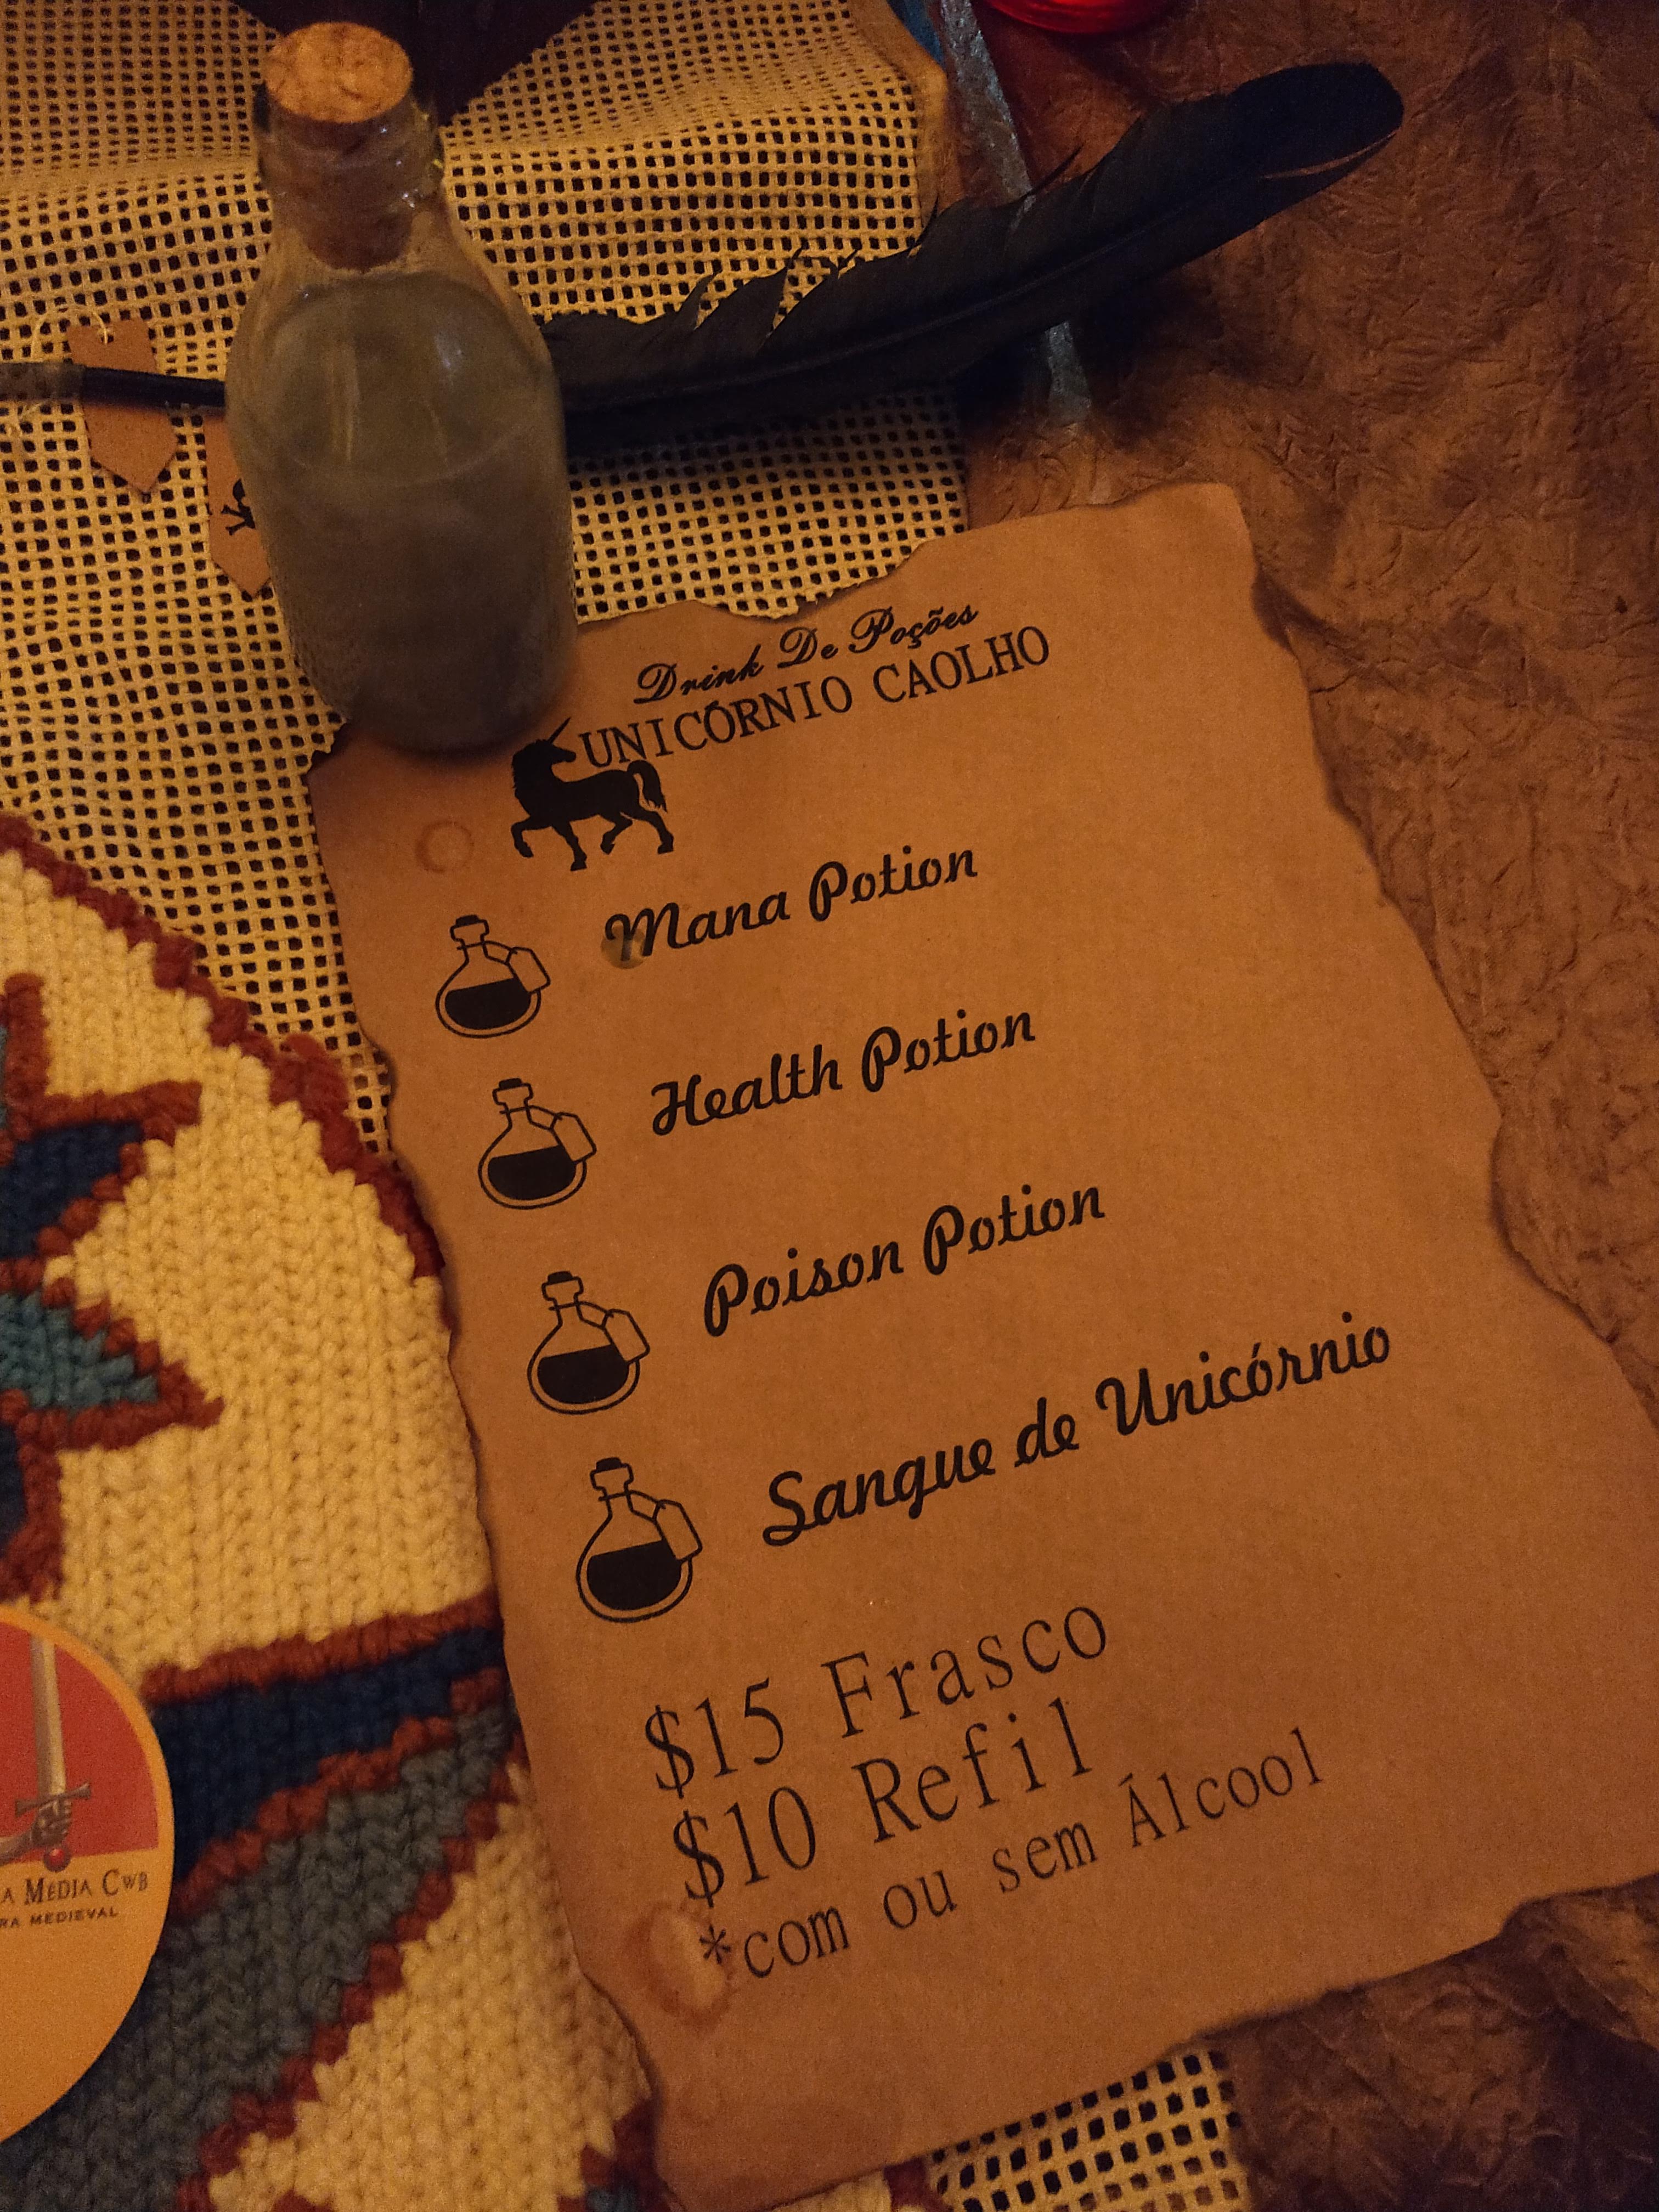 Drink De Poções
UNICÓRNIO CAOLHO
Mana Potion
Health Potion
Poison Potion
Sangue de Unicórnio
$15 Frasco
$10 Refil
*com ou sem Álcool
A MÉDIA CWB
RA MEDIEVAL